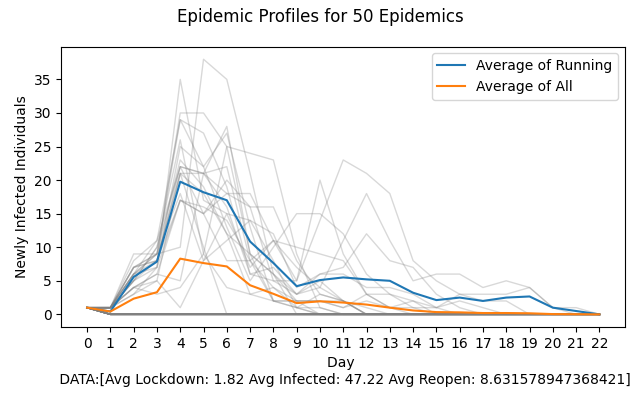 Epidemic Profiles for 50 Epidemics
Average of Running
Average of All
Newly Infected Individuals
35
30
25
20
15
10
5
0
0 1 2 3 4 5 6 7 8 9 10 11 12 13 14 15 16 17 18 19 20 21 22
Day
DATA:[Avg Lockdown: 1.82 Avg Infected: 47.22 Avg Reopen: 8.631578947368421]